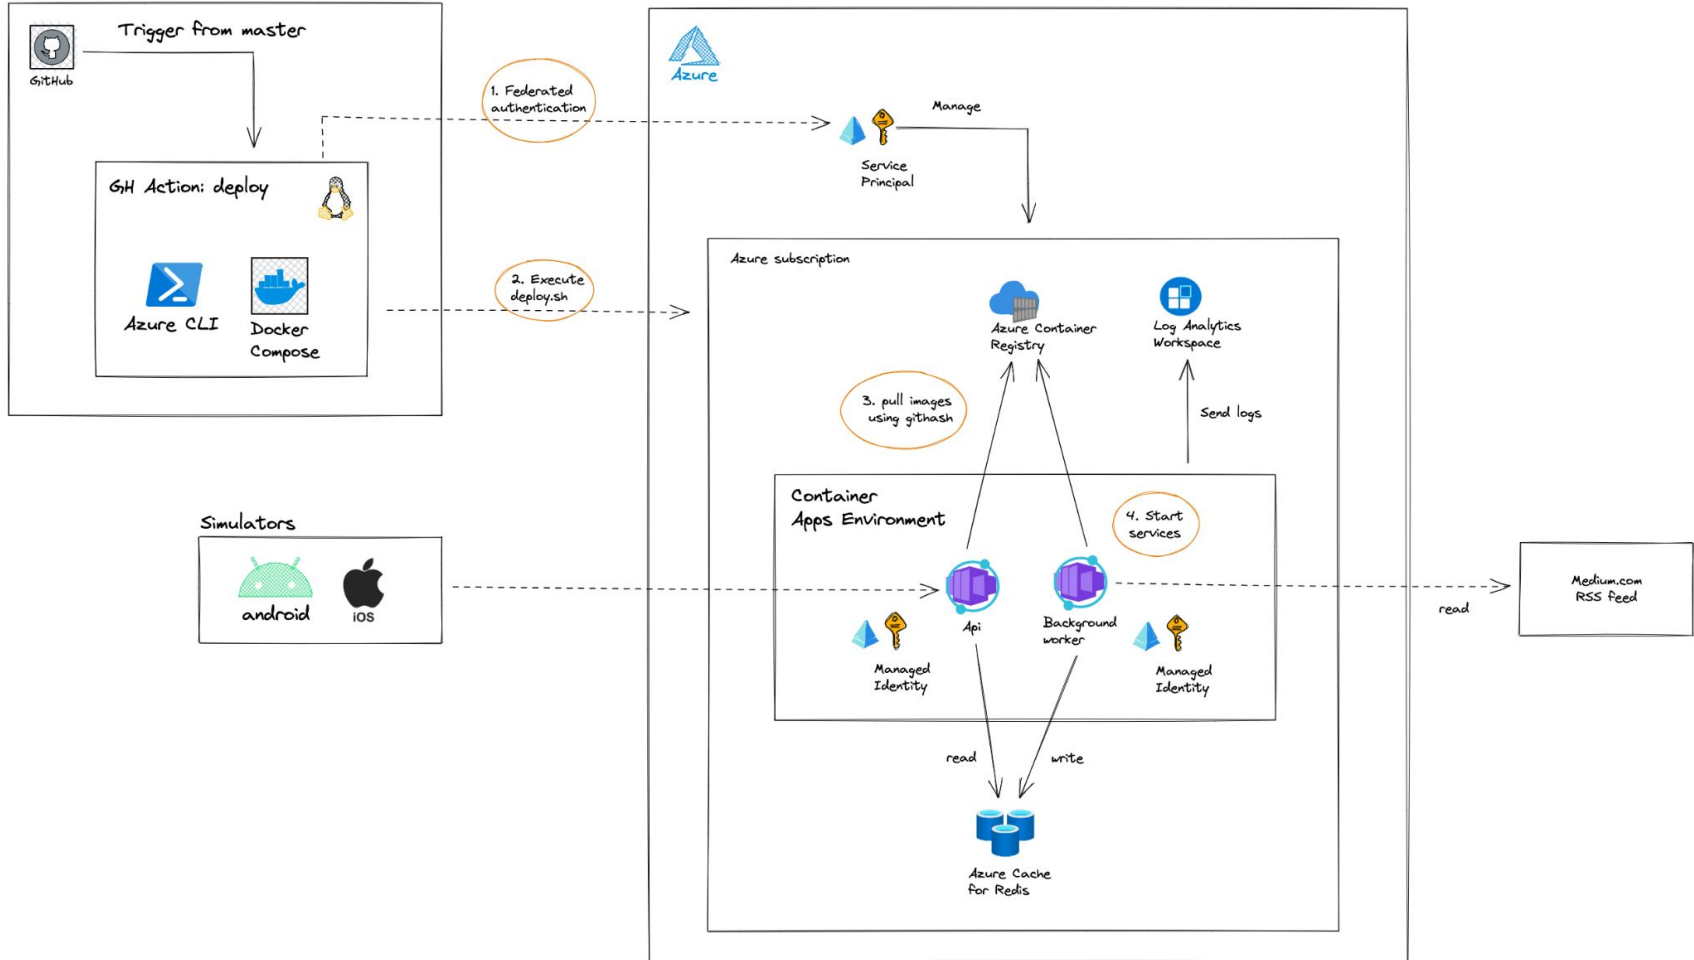 Trigger from master
GitHub
GH Action: deploy
Azure CLI
Docker
Compose
1. Federated
authentication
2. Execute
deploy.sh
Azure
Manage
Service
Principal
Azure subscription
Azure Container
Registry
Log Analytics
Workspace
3. pull images
using githash
Send logs
Container
Apps Environment
4. Start
services
Simulators
android
iOS
Api
Background
worker
Managed
Identity
Managed
Identity
read
Medium.com
RSS feed
read
write
Azure Cache
for Redis